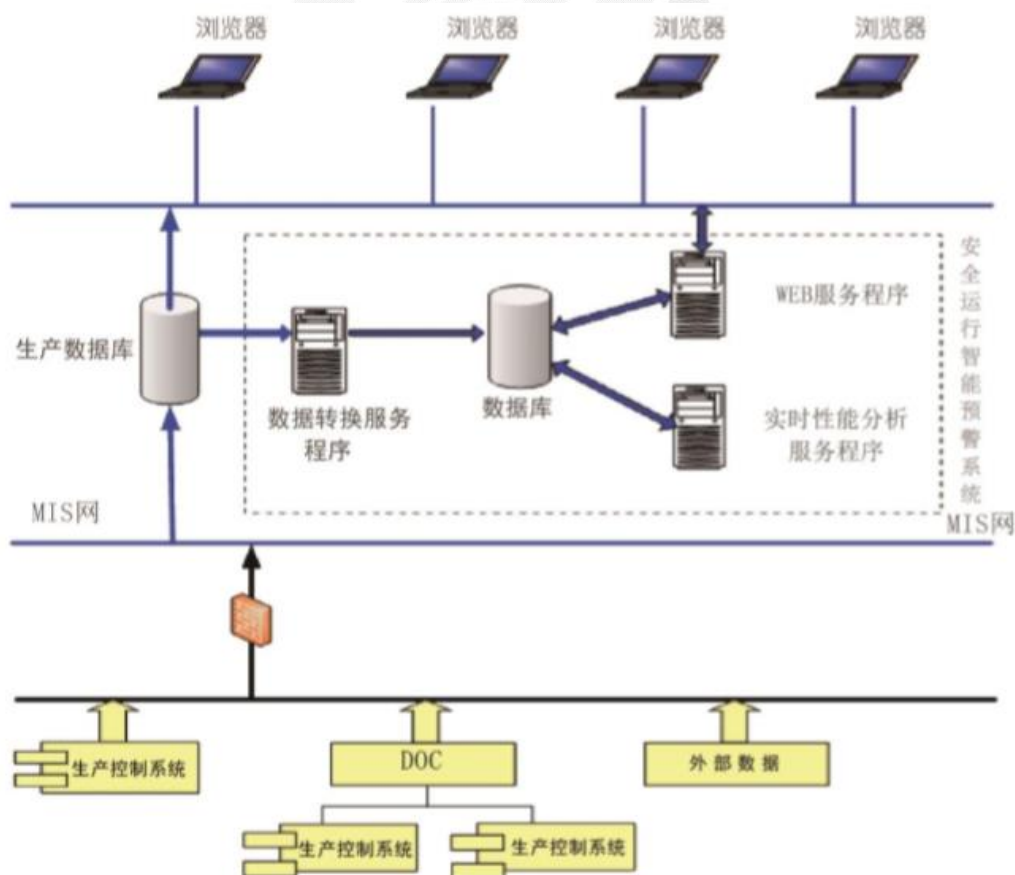 浏览器
浏览器
浏览器
浏览器
安全运行智能预警系统
WEB服务程序
生产数据库
数据转换服务
程序
数据库
实时性能分析
服务程序
MIS网
MIS网
生产控制系统
DOC
外部数据
生产控制系统
生产控制系统